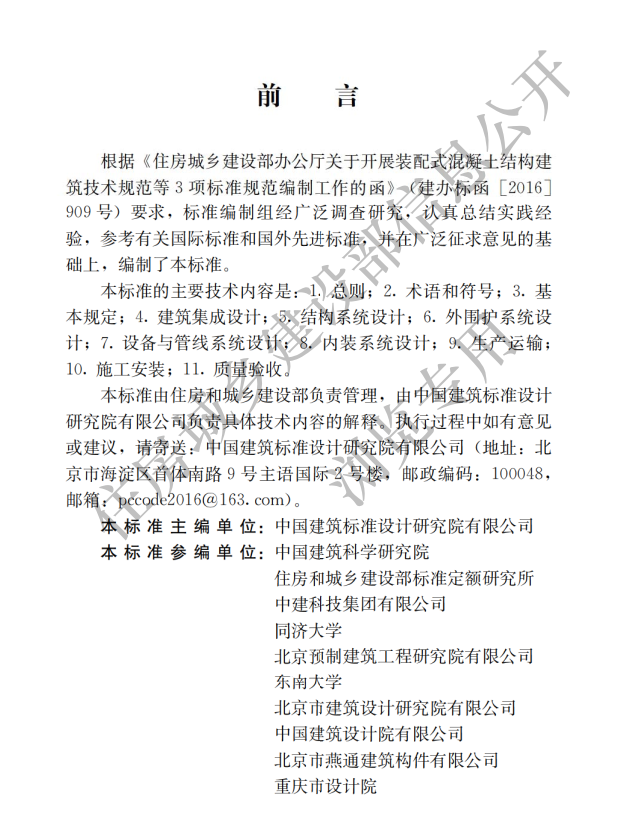 前 言
根据《住房城乡建设部办公厅关于开展装配式混凝土结构建
筑技术规范等 3 项标准规范编制工作的函》(建办标函［2016］
909 号) 要求，标准编制组经广泛调查研究，认真总结实践经
验，参考有关国际标准和国外先进标准，并在广泛征求意见的基
础上，编制了本标准。
本标准的主要技术内容是：1. 总则；2. 术语和符号；3. 基
本规定；4. 建筑集成设计；5. 结构系统设计；6. 外围护系统设
计；7. 设备与管线系统设计；8. 内装系统设计；9. 生产运输；
10. 施工安装；11. 质量验收。
本标准由住房和城乡建设部负责管理，由中国建筑标准设计
研究院有限公司负责具体技术内容的解释。执行过程中如有意见
或建议，请寄送：中国建筑标准设计研究院有限公司（地址：北
京市海淀区首体南路 9 号主语国际 2 号楼，邮政编码：100048，
邮箱：pccode2016@163.com）。
本标准主编单位：中国建筑标准设计研究院有限公司
本标准参编单位：中国建筑科学研究院
住房和城乡建设部标准定额研究所
中建科技集团有限公司
同济大学
北京预制建筑工程研究院有限公司
东南大学
北京市建筑设计研究院有限公司
中国建筑设计院有限公司
北京市燕通建筑构件有限公司
重庆市设计院
住房城乡建设部信息公开
浏览专用